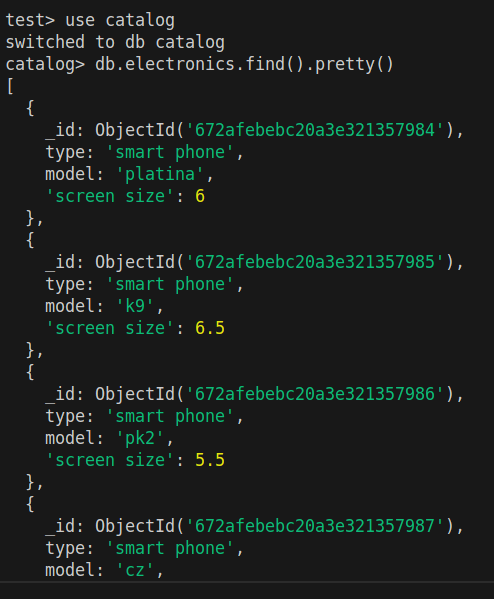 test> use catalog
switched to db catalog
catalog> db.electronics.find().pretty()
[
  {
    _id: ObjectId('672afebebc20a3e321357984'),
    type: 'smart phone',
    model: 'platina',
    'screen size': 6
  },
  {
    _id: ObjectId('672afebebc20a3e321357985'),
    type: 'smart phone',
    model: 'k9',
    'screen size': 6.5
  },
  {
    _id: ObjectId('672afebebc20a3e321357986'),
    type: 'smart phone',
    model: 'pk2',
    'screen size': 5.5
  },
  {
    _id: ObjectId('672afebebc20a3e321357987'),
    type: 'smart phone',
    model: 'cz',